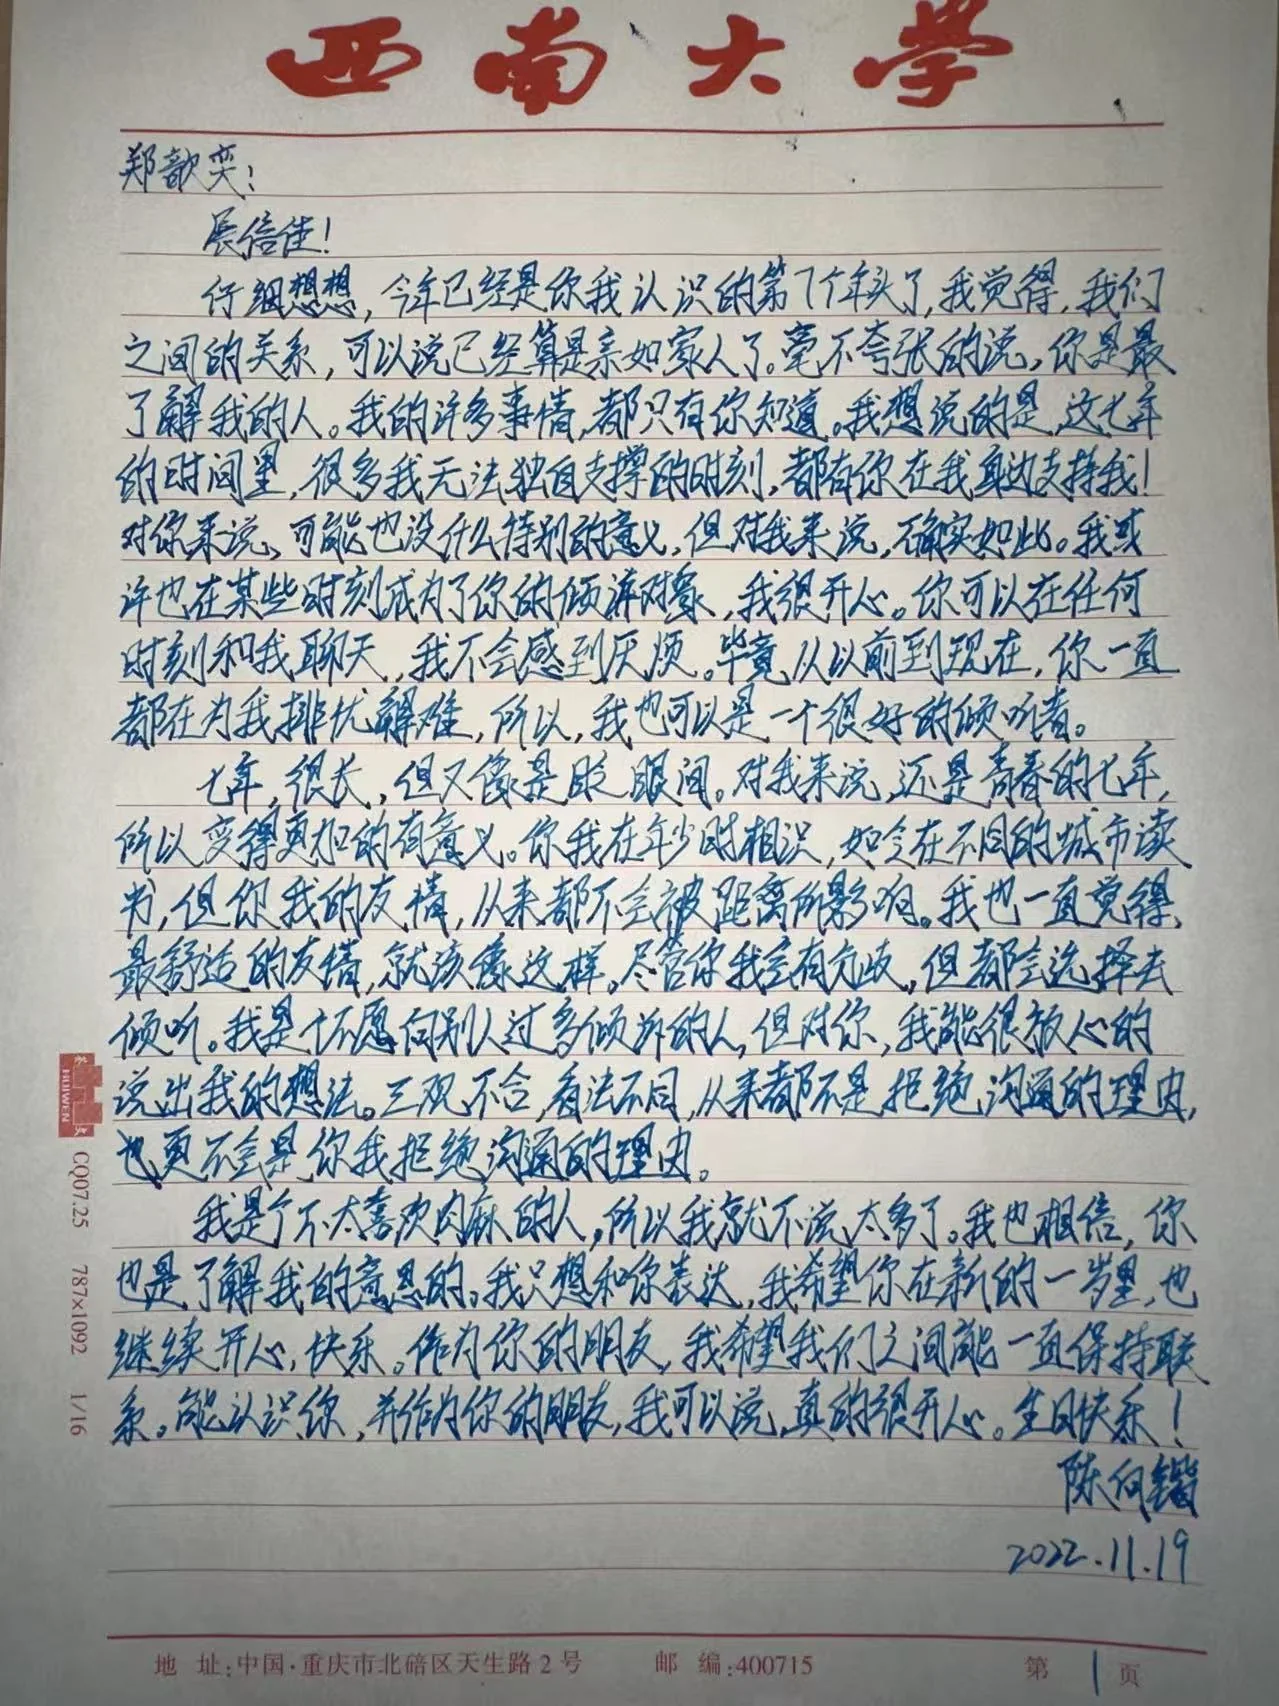 西南大学
郑歆奕：
展信佳！
仔细想想，今年已经是你我认识的第7个年头了，我觉得，我们
之间的关系，可以说已经算是亲如家人了。毫不夸张的说，你是最
了解我的人。我的许多事情，都只有你知道。我想说的是，这七年
的时间里，很多我无法独自支撑的时刻，都有你在我身边支持我！
对你来说，可能也没什么特别的意义，但对我来说，确实如此。我或
许也在某些时刻成为了你的倾诉对象，我很开心。你可以在任何
时刻和我聊天，我不会感到厌烦。毕竟，从以前到现在，你一直
都在为我排忧解难，所以，我也可以是一个很好的倾听者。
七年，很长，但又像是眨眼间。对我来说，还是青春的七年，
所以变得更加的有意义。你我在年少时相识，如今在不同的城市读
书，但你我的友情，从来都不会被距离所影响。我也一直觉得，
最舒适的友情，就该像这样。尽管你我会有分歧，但都会选择去
倾听。我是个不愿向别人过多倾诉的人，但对你，我能很放心的
说出我的想法。三观不合，看法不同，从来都不是拒绝沟通的理由，
也更不会是你我拒绝沟通的理由。
我是个不太喜欢肉麻的人，所以我就不说太多了。我也相信，你
也是了解我的意思的。我只想和你表达，我希望你在新的一岁里，也
继续开心，快乐。作为你的朋友，我希望我们之间能一直保持联
系。能认识你，并作为你的朋友，我可以说，真的很开心。生日快乐！
陈向
2022.11.19
HUIWEN
CQ07.25 787×1092 1/16
地 址:中国·重庆市北碚区天生路2号 邮 编:400715 第 1 页